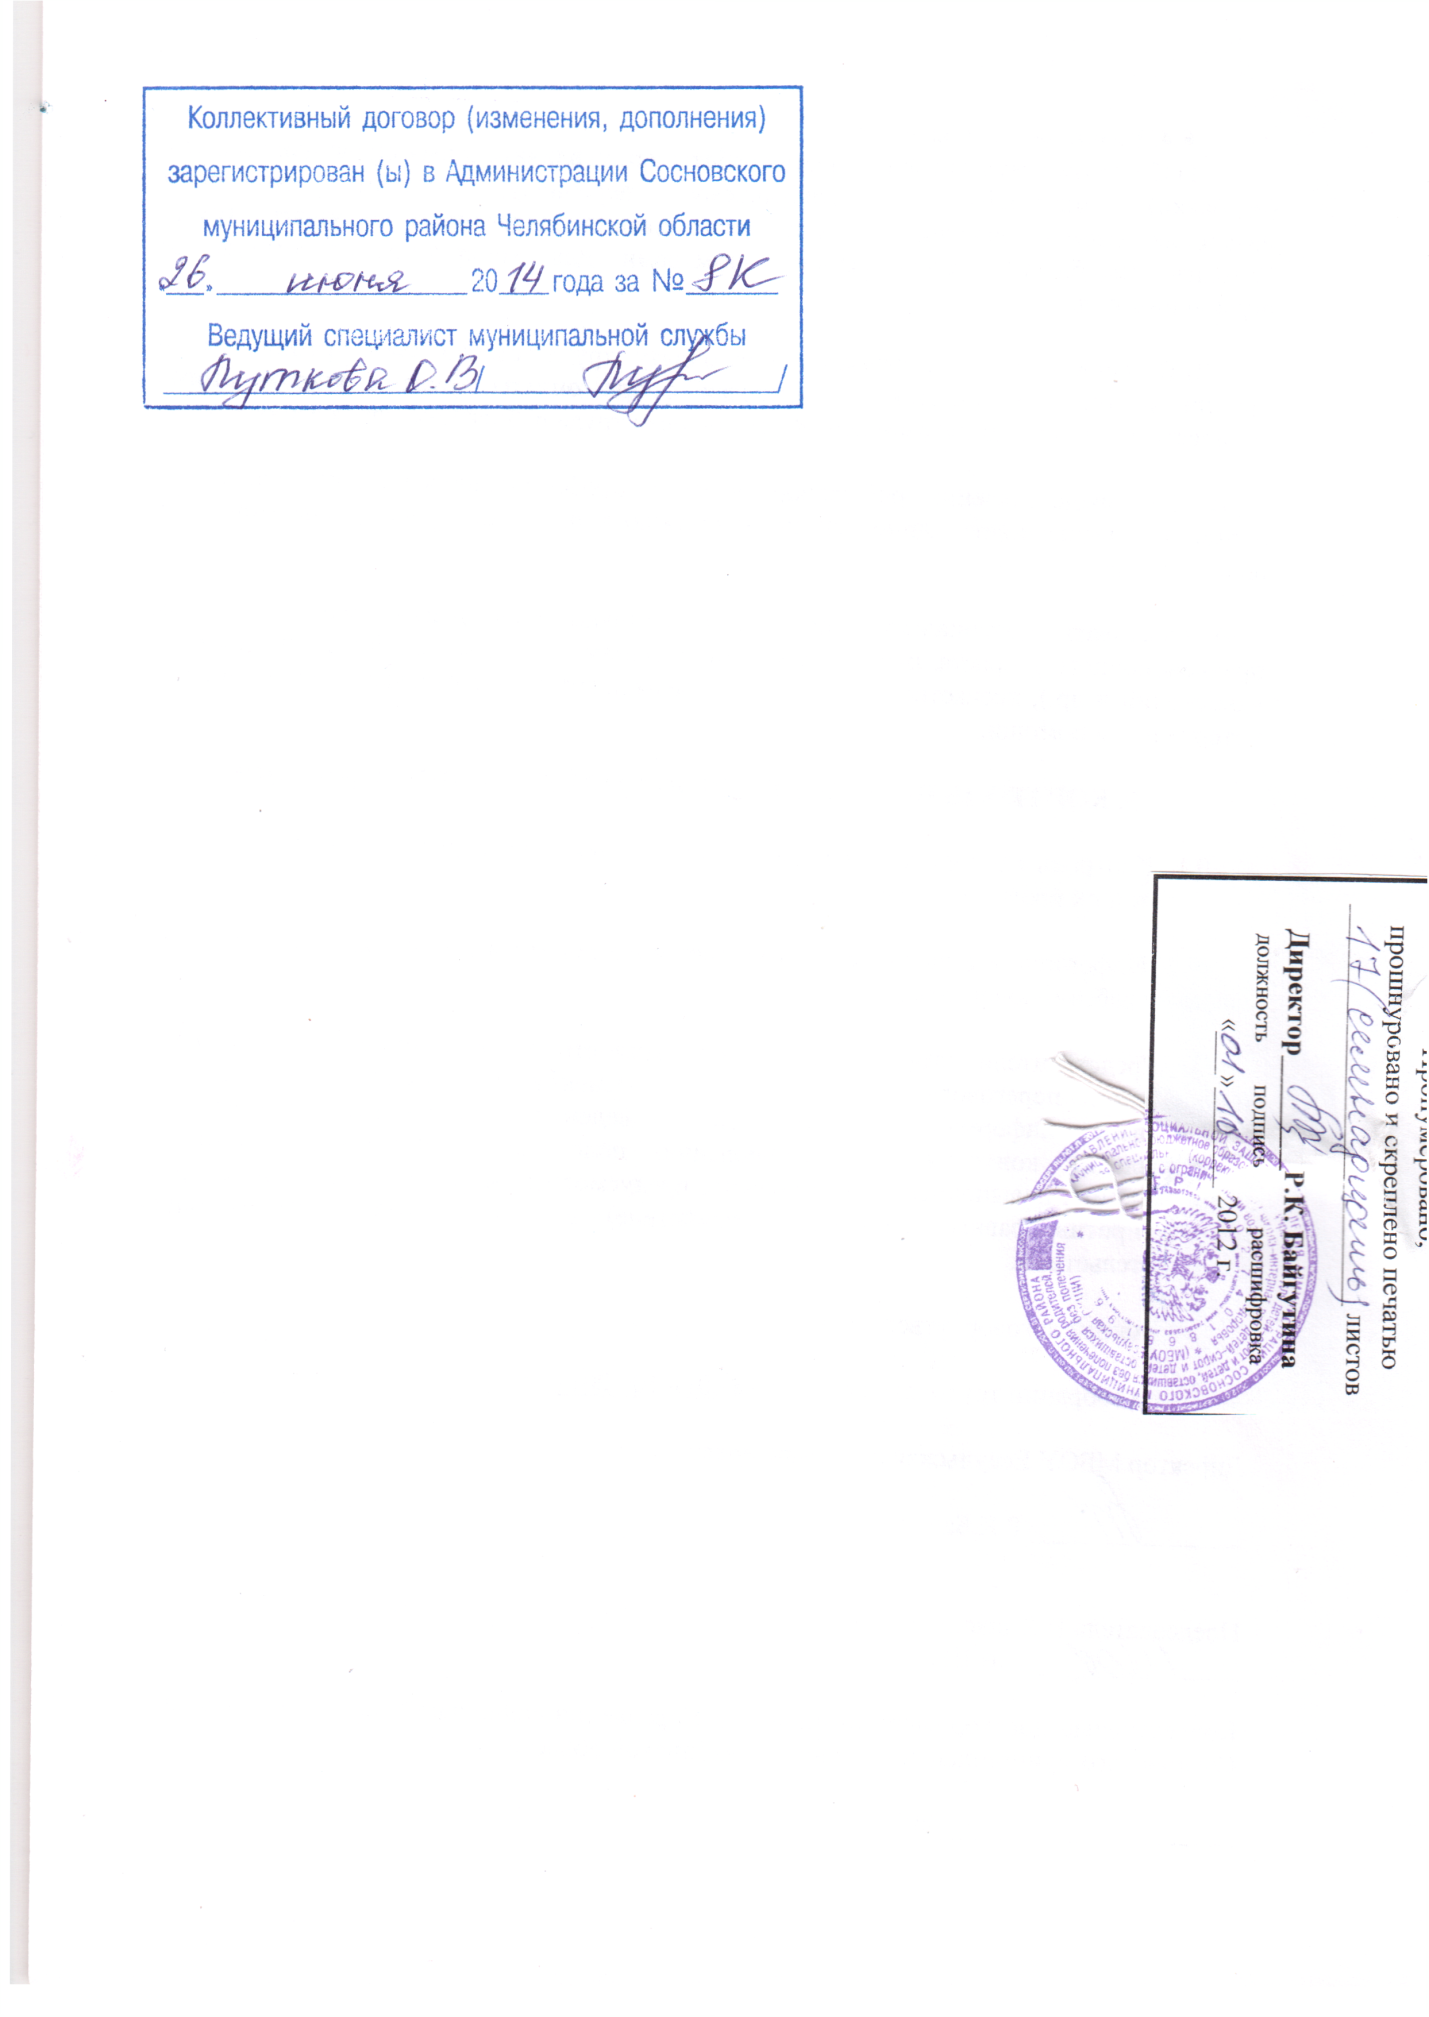 Коллективный договор (изменения, дополнения)
зарегистрирован (ы) в Администрации Сосновского
муниципального района Челябинской области
«26» июня 2014 года за № 8К
Ведущий специалист муниципальной службы
Путкова О.В/ /
Пронумеровано,
прошнуровано и скреплено печатью
17(семнадцать) листов
Директор Р.К. Байгутина
должность подпись расшифровка
«01» 10 2012 г